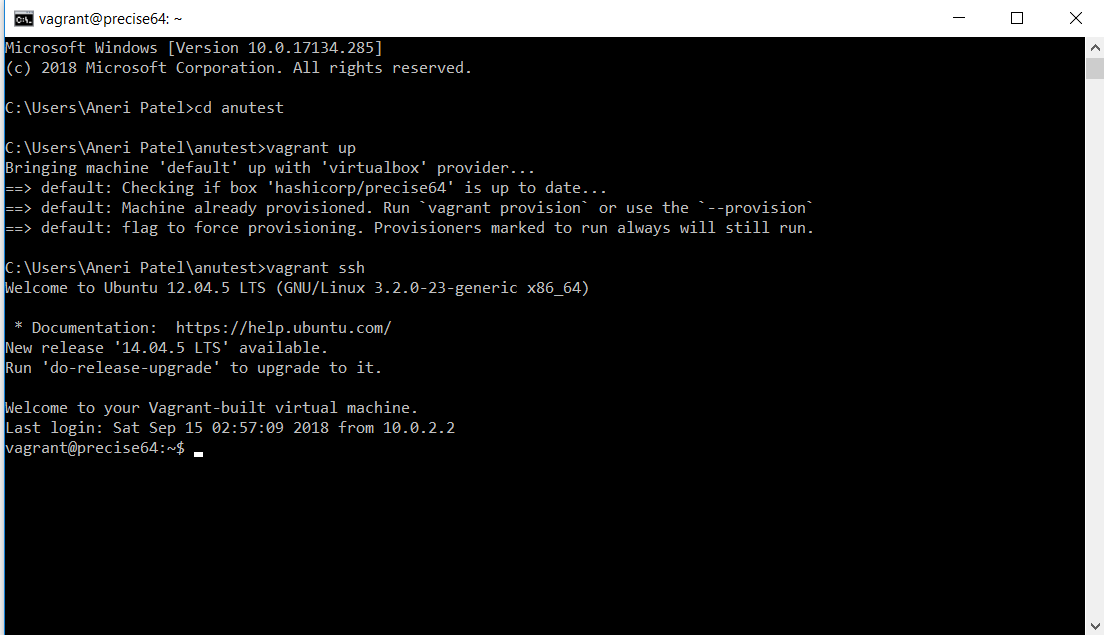 vagrant@precise64: ~
Microsoft Windows [Version 10.0.17134.285]
(c) 2018 Microsoft Corporation. All rights reserved.
C:\Users\Aneri Patel>cd anutest
C:\Users\Aneri Patel\anutest>vagrant up
Bringing machine 'default' up with 'virtualbox' provider...
==> default: Checking if box 'hashicorp/precise64' is up to date...
==> default: Machine already provisioned. Run `vagrant provision` or use the `--provision`
==> default: flag to force provisioning. Provisioners marked to run always will still run.
C:\Users\Aneri Patel\anutest>vagrant ssh
Welcome to Ubuntu 12.04.5 LTS (GNU/Linux 3.2.0-23-generic x86_64)
 * Documentation:  https://help.ubuntu.com/
New release '14.04.5 LTS' available.
Run 'do-release-upgrade' to upgrade to it.
Welcome to your Vagrant-built virtual machine.
Last login: Sat Sep 15 02:57:09 2018 from 10.0.2.2
vagrant@precise64:~$